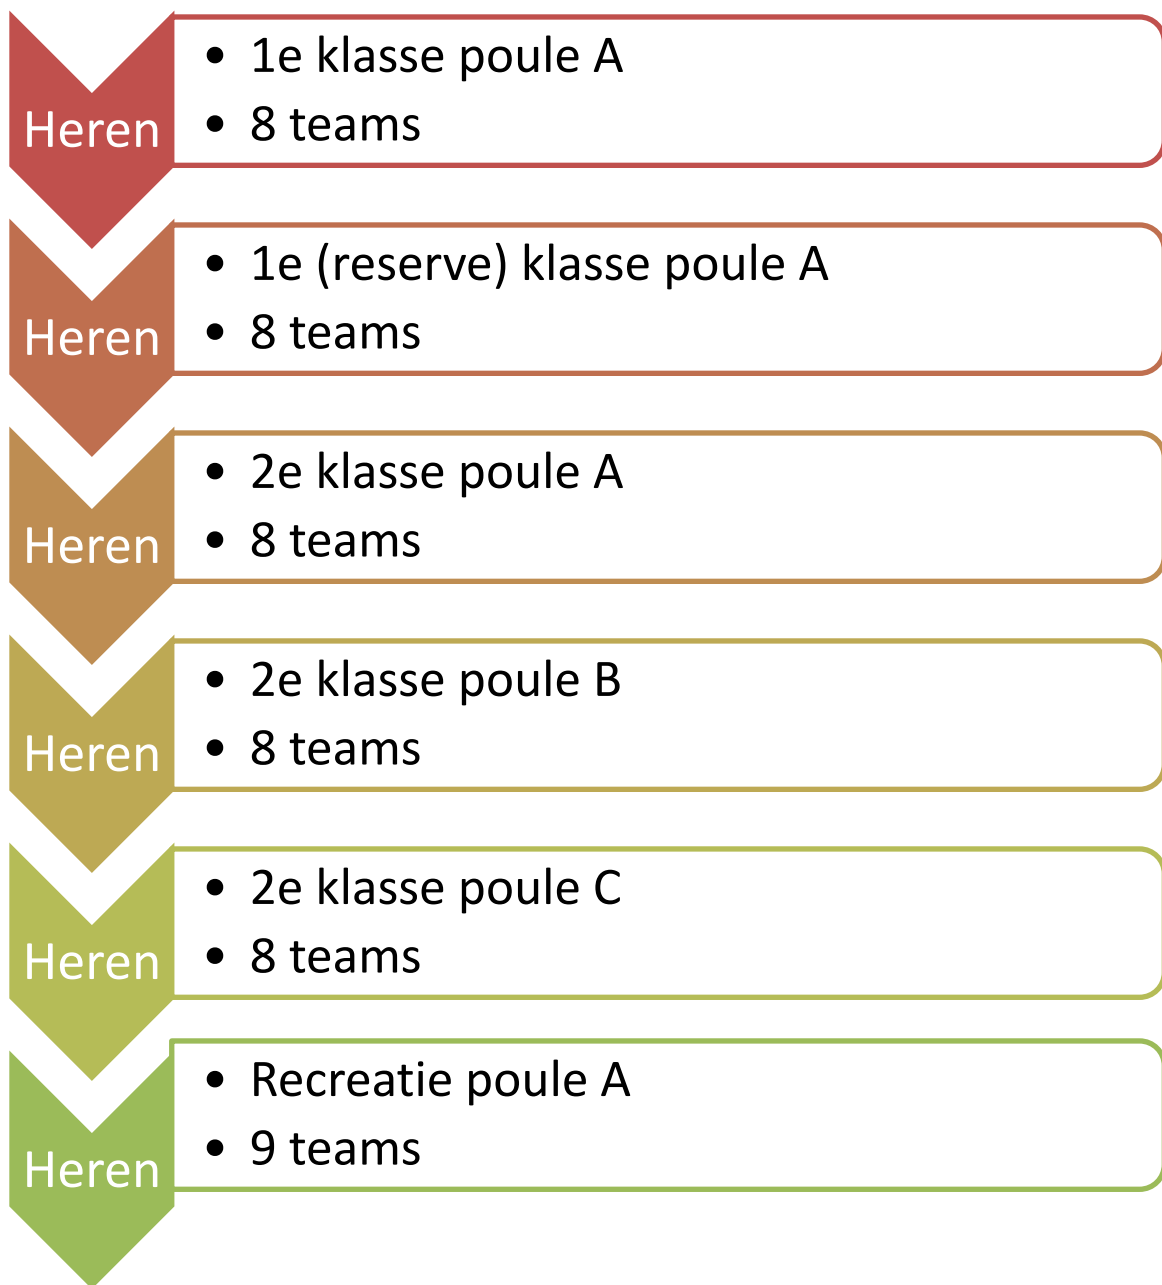 Heren
• 1e klasse poule A
• 8 teams
Heren
• 1e (reserve) klasse poule A
• 8 teams
Heren
• 2e klasse poule A
• 8 teams
Heren
• 2e klasse poule B
• 8 teams
Heren
• 2e klasse poule C
• 8 teams
Heren
• Recreatie poule A
• 9 teams